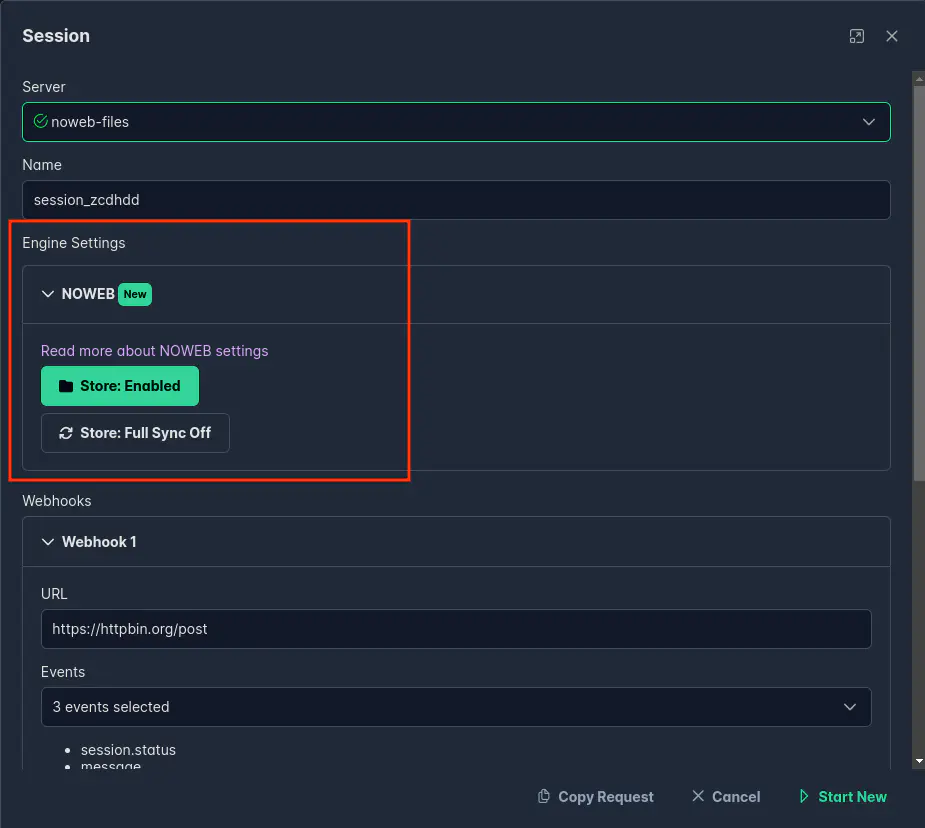 Session
Server
noweb-files
Name
session_zcdhdd
Engine Settings
NOWEB New
Read more about NOWEB settings
Store: Enabled
Store: Full Sync Off
Webhooks
Webhook 1
URL
https://httpbin.org/post
Events
3 events selected
session.status
message
Copy Request Cancel Start New